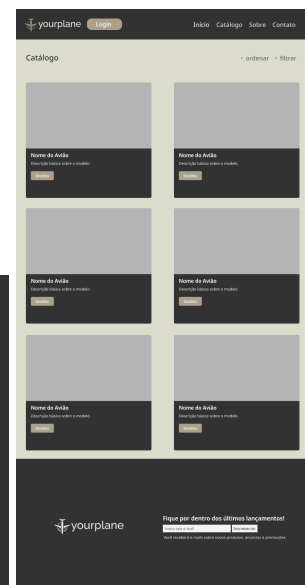 yourplane
Login
Início Catálogo Sobre Contato
Catálogo
ordenar filtrar
Nome do Avião
Descrição básica sobre o modelo
Detalhes
Nome do Avião
Descrição básica sobre o modelo
Detalhes
Nome do Avião
Descrição básica sobre o modelo
Detalhes
Nome do Avião
Descrição básica sobre o modelo
Detalhes
Nome do Avião
Descrição básica sobre o modelo
Detalhes
Nome do Avião
Descrição básica sobre o modelo
Detalhes
yourplane
Fique por dentro dos últimos lançamentos!
Insira seu e-mail
Inscrever-se
Você receberá e-mails sobre novos produtos, anúncios e promoções.